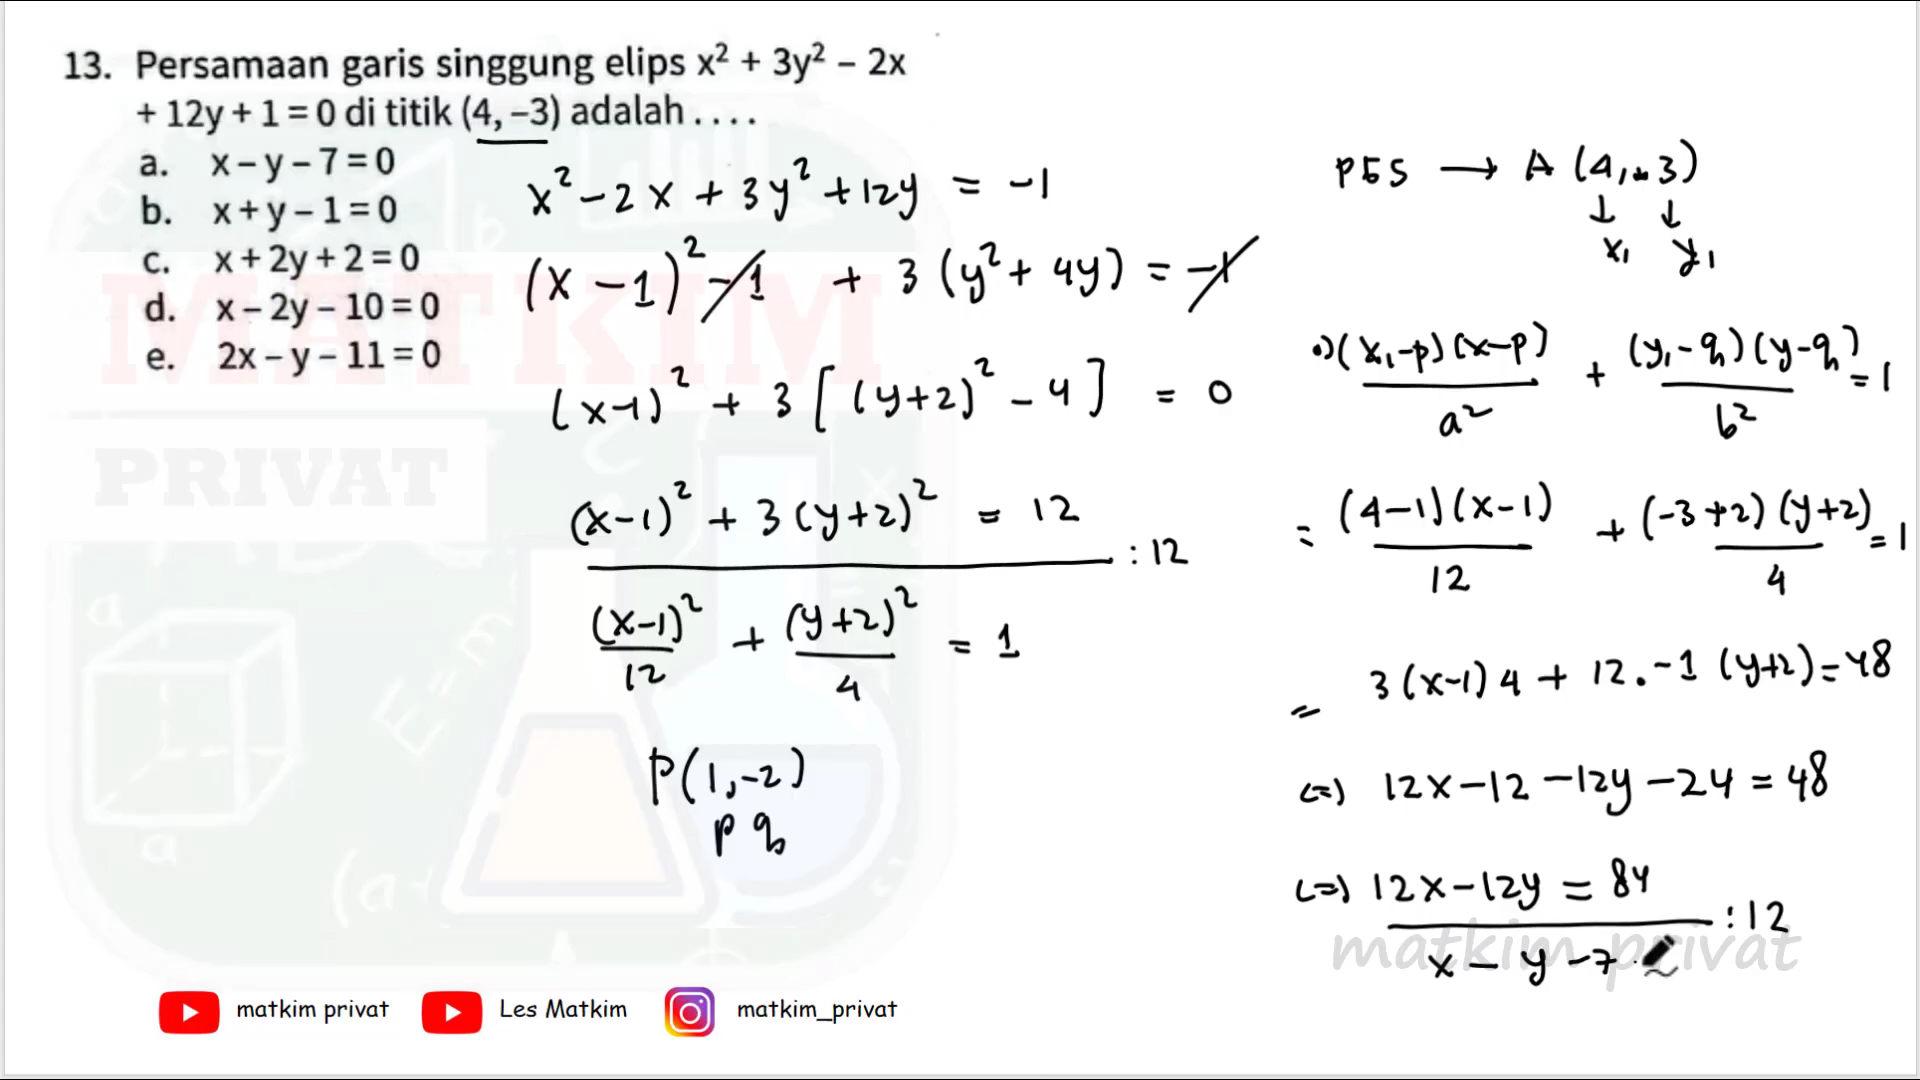 13. Persamaan garis singgung elips x² + 3y² – 2x
+ 12y + 1 = 0 di titik (4, –3) adalah . . . .
a. x – y – 7 = 0
b. x + y – 1 = 0
c. x + 2y + 2 = 0
d. x – 2y – 10 = 0
e. 2x – y – 11 = 0
x² – 2x + 3y² + 12y = –1
(x – 1)² – 1 + 3 (y² + 4y) = –1
(x–1)² + 3 [(y+2)² – 4] = 0
(x–1)² + 3 (y+2)² = 12
: 12
(x–1)²/12 + (y+2)²/4 = 1
P(1, –2)
p q
PGS → A (4, –3)
↓ ↓
x₁ y₁
(x₁–p)(x–p)/a² + (y₁–q)(y–q)/b² = 1
= (4–1)(x–1)/12 + (–3+2)(y+2)/4 = 1
= 3(x–1)4 + 12 . –1 (y+2) = 48
(=) 12x – 12 – 12y – 24 = 48
(=) 12x – 12y = 84
: 12
x – y – 7
MATKIM
PRIVAT
matkim privat
matkim privat
Les Matkim
matkim_privat